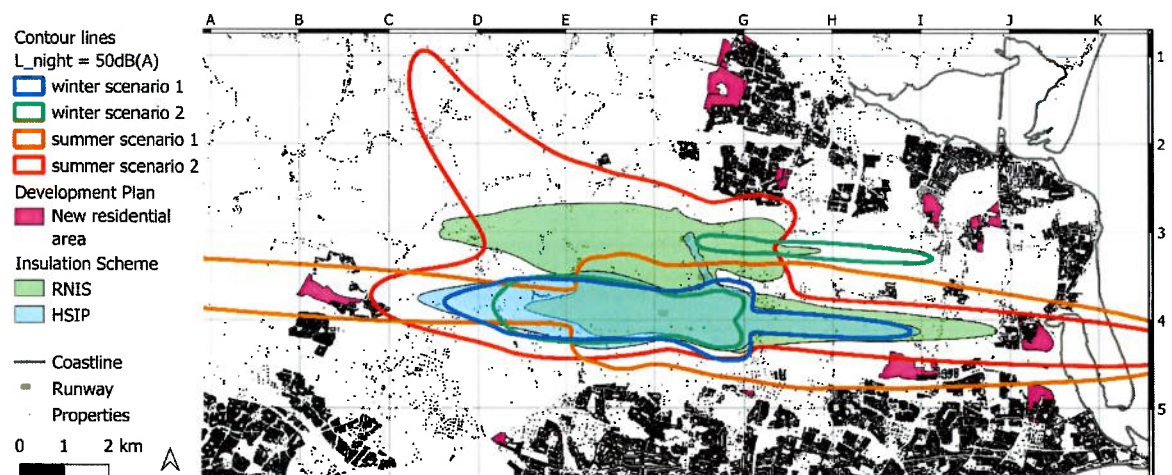 A B C D E F G H I J K
Contour lines
L_night = 50dB(A)
winter scenario 1
winter scenario 2
summer scenario 1
summer scenario 2
Development Plan
New residential
area
Insulation Scheme
RNIS
HSIP
Coastline
Runway
Properties
0 1 2 km
1
2
3
4
5